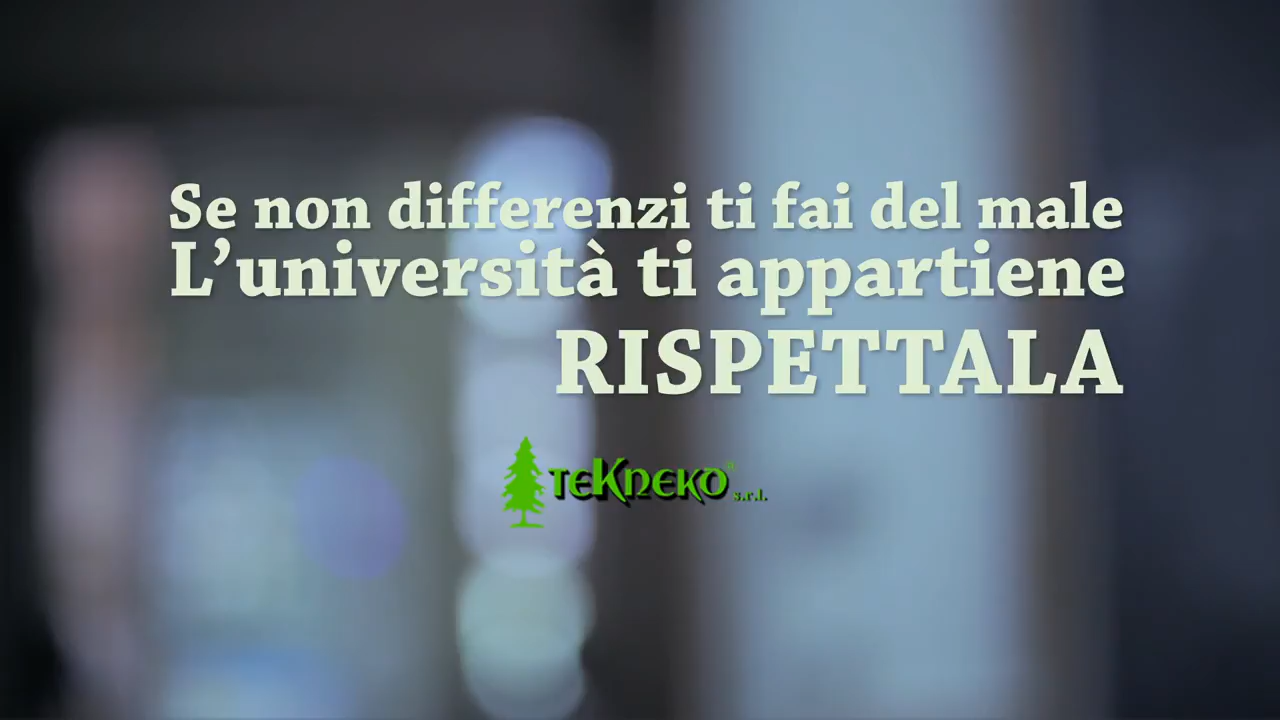 Se non differenzi ti fai del male
L’università ti appartiene
RISPETTALA
TEKNEKO® s.r.l.